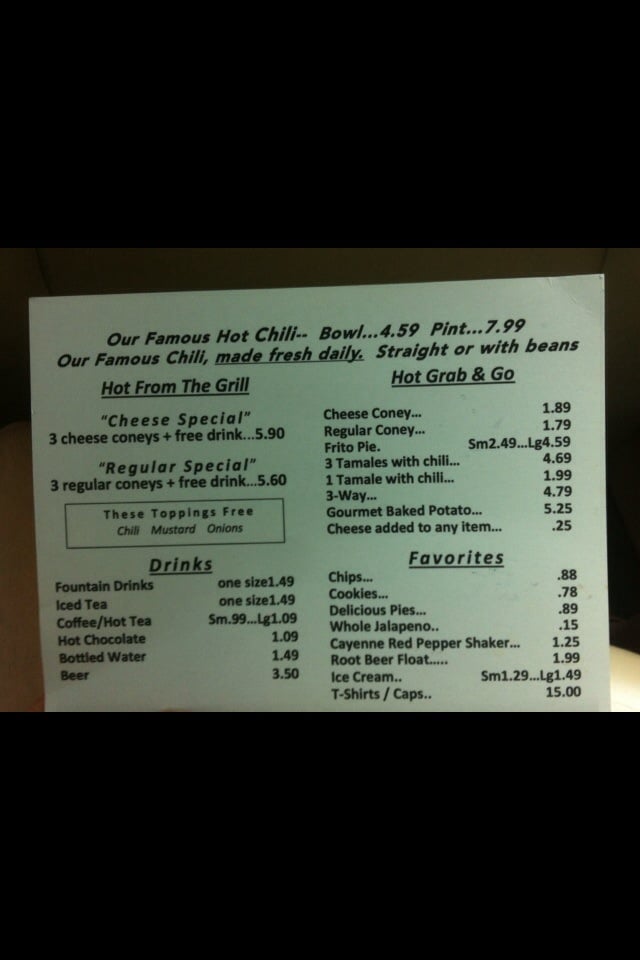 Our Famous Hot Chili-- Bowl...4.59 Pint...7.99
Our Famous Chili, made fresh daily. Straight or with beans
Hot From The Grill
"Cheese Special"
3 cheese coneys + free drink...5.90
"Regular Special"
3 regular coneys + free drink...5.60
These Toppings Free
Chili Mustard Onions
Drinks
Fountain Drinks one size1.49
Iced Tea one size1.49
Coffee/Hot Tea Sm.99...Lg1.09
Hot Chocolate 1.09
Bottled Water 1.49
Beer 3.50
Hot Grab & Go
Cheese Coney... 1.89
Regular Coney... 1.79
Frito Pie. Sm2.49...Lg4.59
3 Tamales with chili... 4.69
1 Tamale with chili... 1.99
3-Way... 4.79
Gourmet Baked Potato... 5.25
Cheese added to any item... .25
Favorites
Chips... .88
Cookies... .78
Delicious Pies... .89
Whole Jalapeno.. .15
Cayenne Red Pepper Shaker... 1.25
Root Beer Float..... 1.99
Ice Cream.. Sm1.29...Lg1.49
T-Shirts / Caps.. 15.00